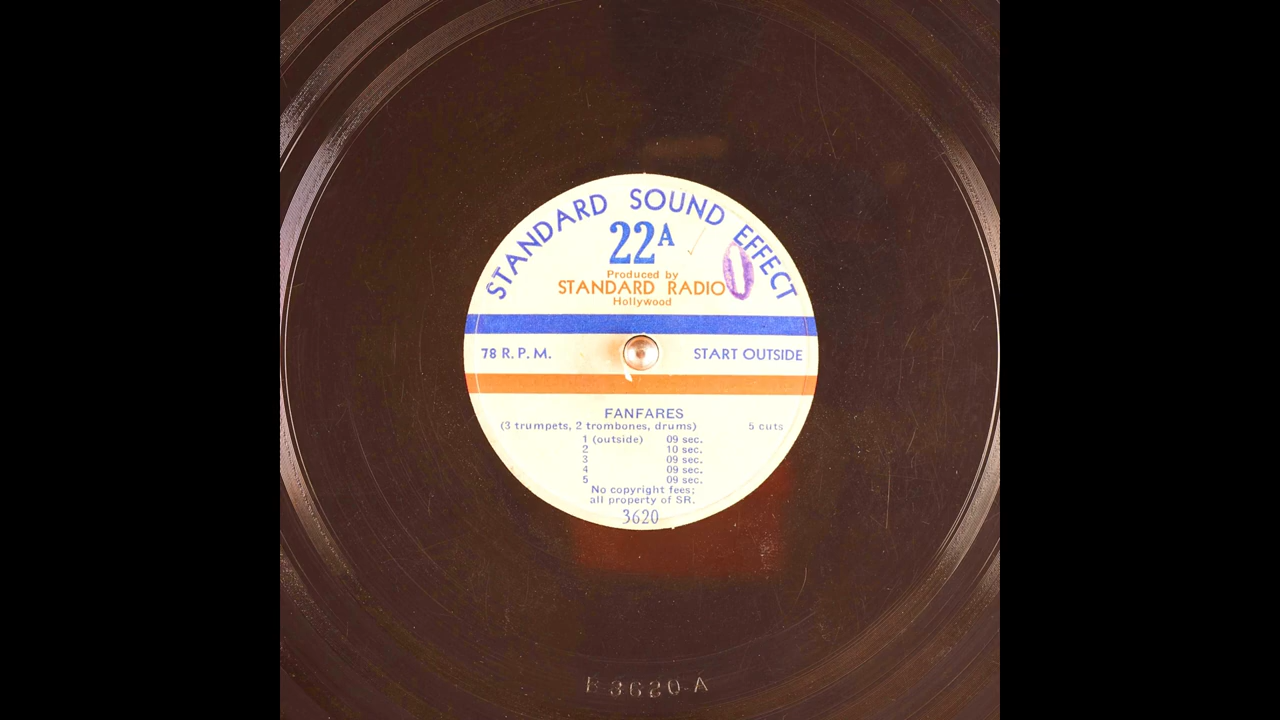 STANDARD SOUND EFFECT
22A
Produced by
STANDARD RADIO
Hollywood
78 R. P. M. START OUTSIDE
FANFARES
(3 trumpets, 2 trombones, drums) 5 cuts
1 (outside) 09 sec.
2 10 sec.
3 09 sec.
4 09 sec.
5 09 sec.
No copyright fees;
all property of SR.
3620
E-3620-A